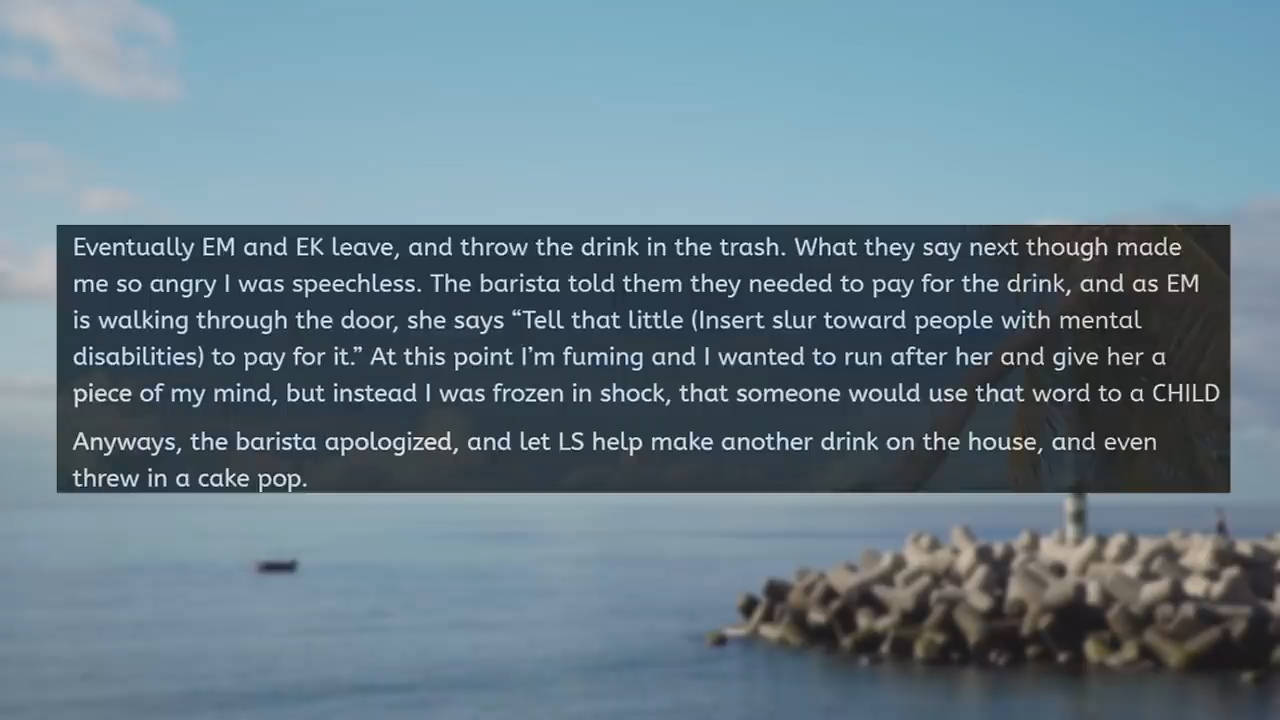 Eventually EM and EK leave, and throw the drink in the trash. What they say next though made
me so angry I was speechless. The barista told them they needed to pay for the drink, and as EM
is walking through the door, she says “Tell that little (Insert slur toward people with mental
disabilities) to pay for it.” At this point I’m fuming and I wanted to run after her and give her a
piece of my mind, but instead I was frozen in shock, that someone would use that word to a CHILD
Anyways, the barista apologized, and let LS help make another drink on the house, and even
threw in a cake pop.